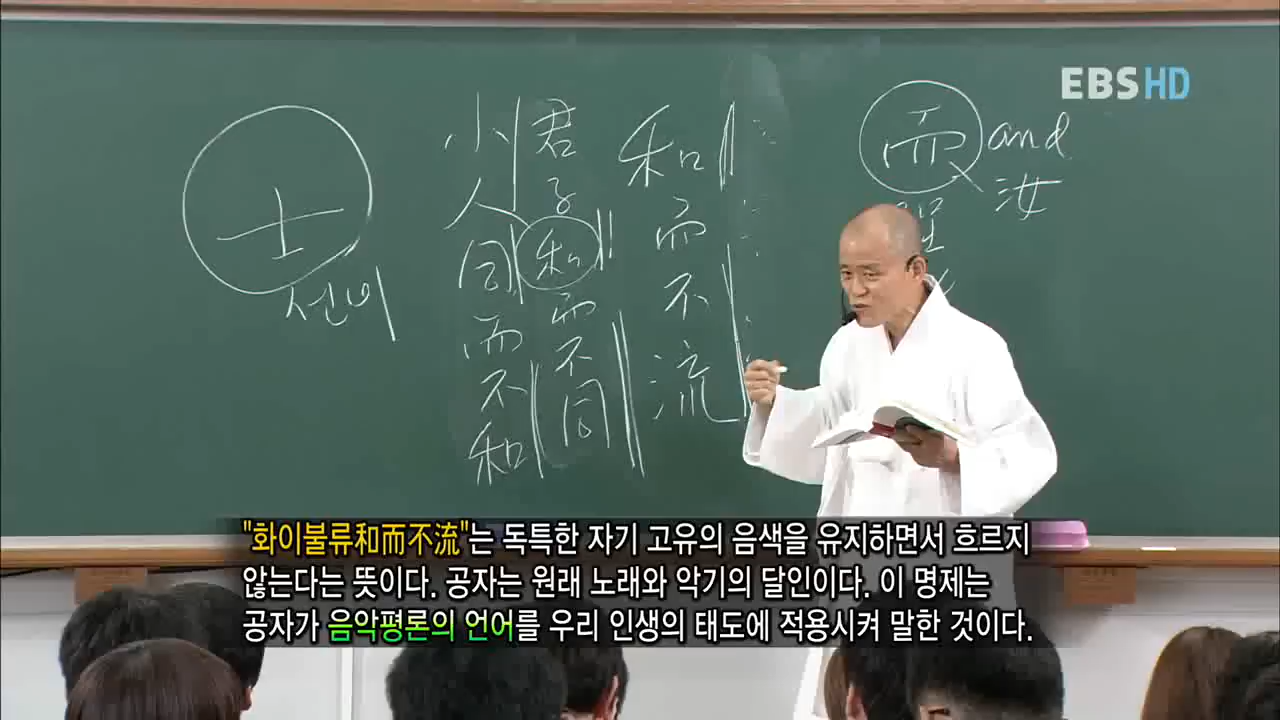 EBS HD
士
선비
小人同而不和
君子和而不同
和而不流
而 and
汝
"화이불류和而不流"는 독특한 자기 고유의 음색을 유지하면서 흐르지
않는다는 뜻이다. 공자는 원래 노래와 악기의 달인이다. 이 명제는
공자가 음악평론의 언어를 우리 인생의 태도에 적용시켜 말한 것이다.